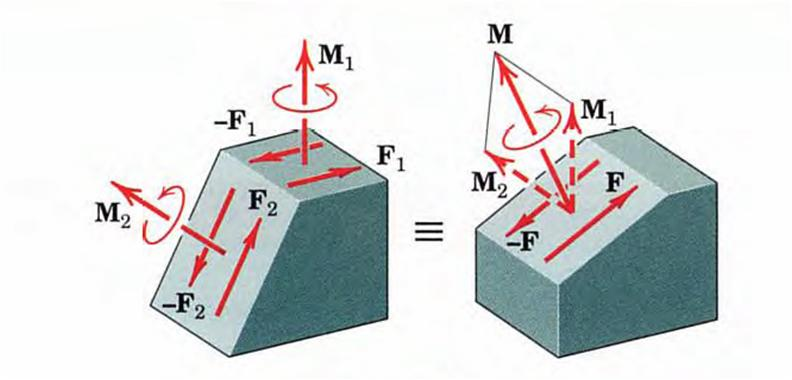 M₁
–F₁
F₁
M₂
F₂
–F₂
≡
M
M₁
M₂
F
–F